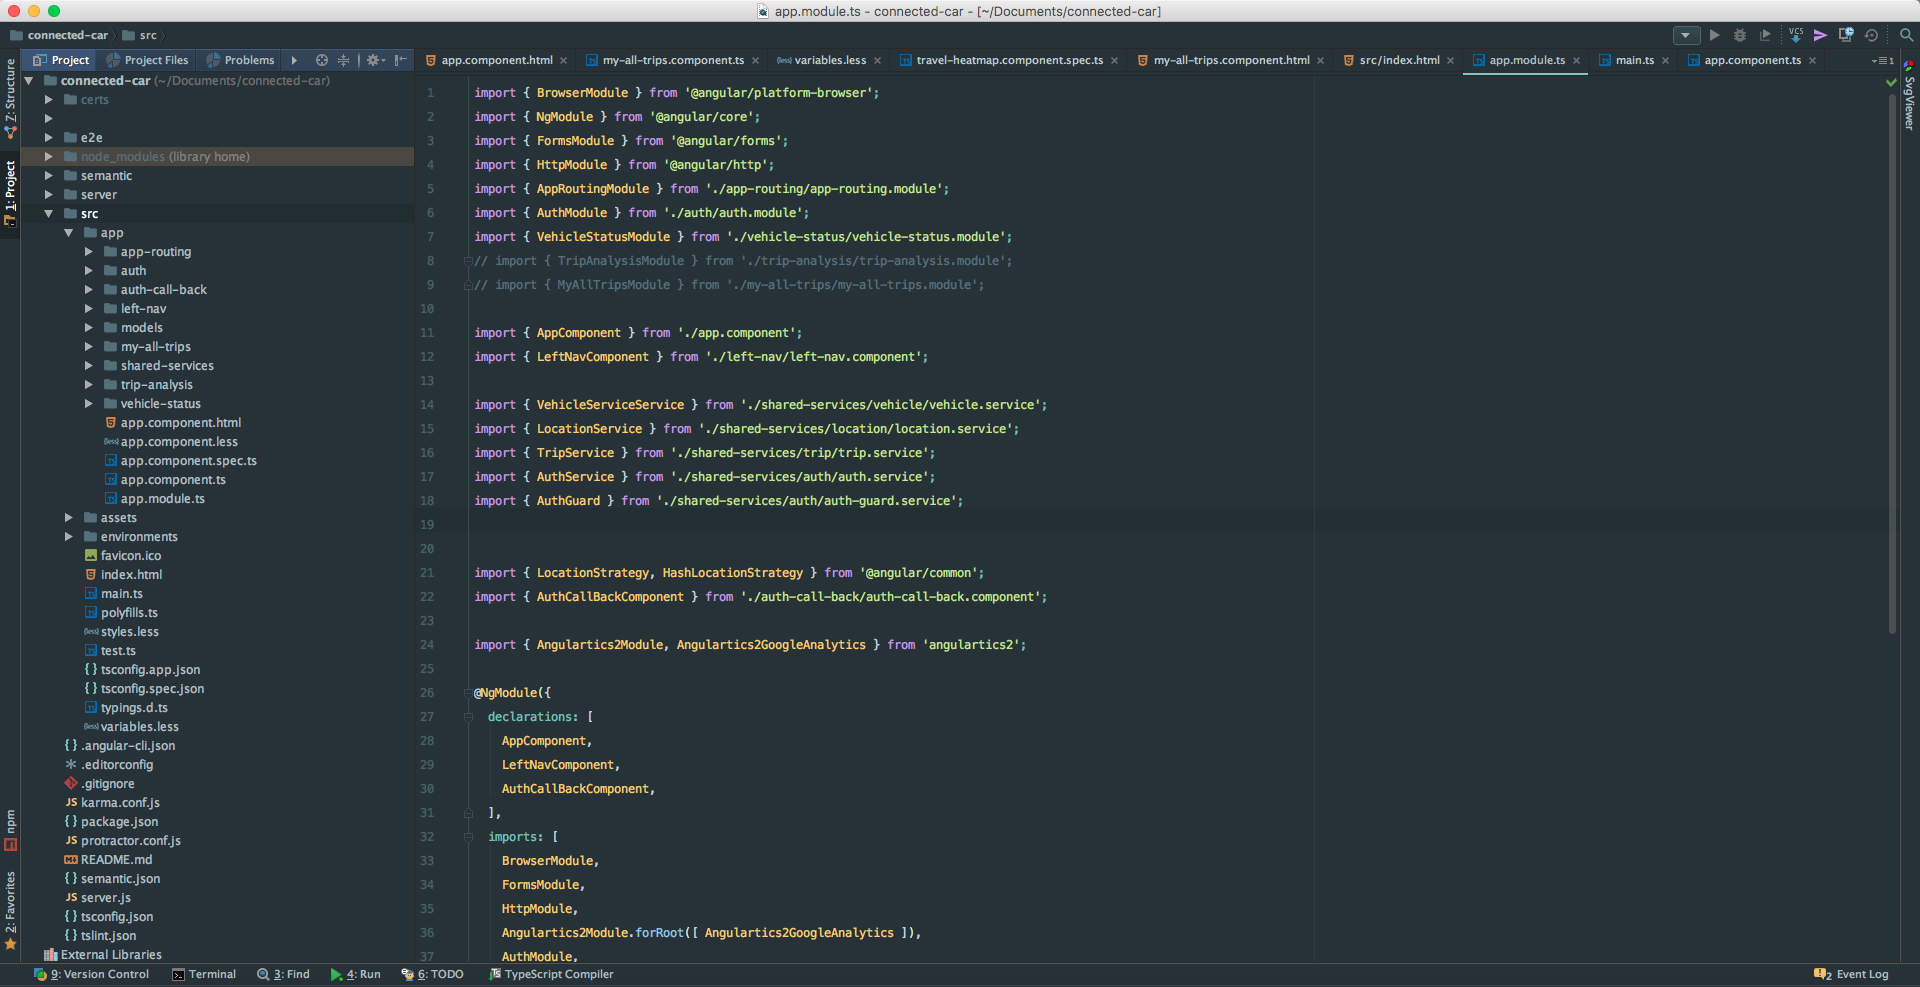 app.module.ts - connected-car - [~/Documents/connected-car]
connected-car src
VCS
Project Project Files Problems
app.component.html my-all-trips.component.ts variables.less travel-heatmap.component.spec.ts my-all-trips.component.html src/index.html app.module.ts main.ts app.component.ts
Z: Structure
1: Project
npm
2: Favorites
SvgViewer
connected-car (~/Documents/connected-car)
certs
e2e
node_modules (library home)
semantic
server
src
app
app-routing
auth
auth-call-back
left-nav
models
my-all-trips
shared-services
trip-analysis
vehicle-status
app.component.html
app.component.less
app.component.spec.ts
app.component.ts
app.module.ts
assets
environments
favicon.ico
index.html
main.ts
polyfills.ts
styles.less
test.ts
tsconfig.app.json
tsconfig.spec.json
typings.d.ts
variables.less
.angular-cli.json
.editorconfig
.gitignore
karma.conf.js
package.json
protractor.conf.js
README.md
semantic.json
server.js
tsconfig.json
tslint.json
External Libraries
1 import { BrowserModule } from '@angular/platform-browser';
2 import { NgModule } from '@angular/core';
3 import { FormsModule } from '@angular/forms';
4 import { HttpModule } from '@angular/http';
5 import { AppRoutingModule } from './app-routing/app-routing.module';
6 import { AuthModule } from './auth/auth.module';
7 import { VehicleStatusModule } from './vehicle-status/vehicle-status.module';
8 // import { TripAnalysisModule } from './trip-analysis/trip-analysis.module';
9 // import { MyAllTripsModule } from './my-all-trips/my-all-trips.module';
10
11 import { AppComponent } from './app.component';
12 import { LeftNavComponent } from './left-nav/left-nav.component';
13
14 import { VehicleServiceService } from './shared-services/vehicle/vehicle.service';
15 import { LocationService } from './shared-services/location/location.service';
16 import { TripService } from './shared-services/trip/trip.service';
17 import { AuthService } from './shared-services/auth/auth.service';
18 import { AuthGuard } from './shared-services/auth/auth-guard.service';
19
20
21 import { LocationStrategy, HashLocationStrategy } from '@angular/common';
22 import { AuthCallBackComponent } from './auth-call-back/auth-call-back.component';
23
24 import { Angulartics2Module, Angulartics2GoogleAnalytics } from 'angulartics2';
25
26 @NgModule({
27 declarations: [
28 AppComponent,
29 LeftNavComponent,
30 AuthCallBackComponent,
31 ],
32 imports: [
33 BrowserModule,
34 FormsModule,
35 HttpModule,
36 Angulartics2Module.forRoot([ Angulartics2GoogleAnalytics ]),
37 AuthModule,
9: Version Control Terminal 3: Find 4: Run 6: TODO TypeScript Compiler 2 Event Log